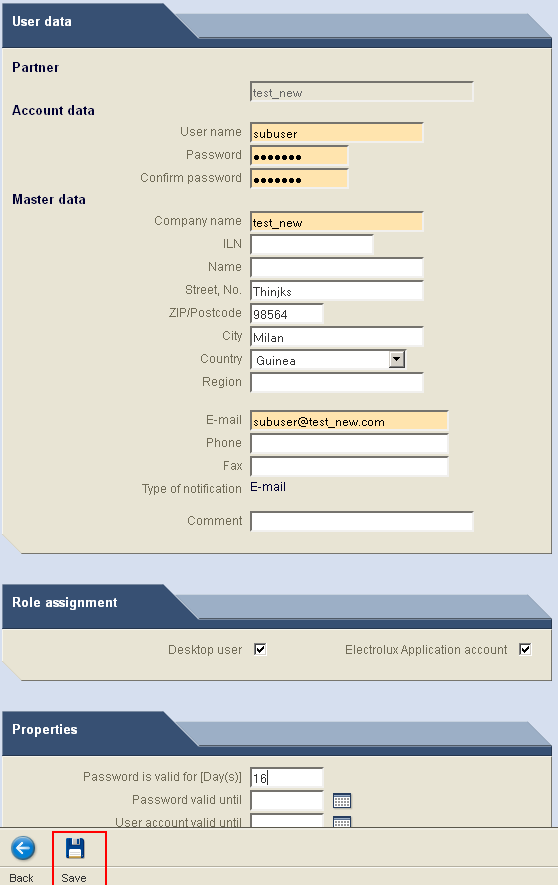 User data
Partner
test_new
Account data
User name subuser
Password •••••••
Confirm password •••••••
Master data
Company name test_new
ILN
Name
Street, No. Thinjks
ZIP/Postcode 98564
City Milan
Country Guinea
Region
E-mail subuser@test_new.com
Phone
Fax
Type of notification E-mail
Comment
Role assignment
Desktop user Electrolux Application account
Properties
Password is valid for [Day(s)] 16
Password valid until
User account valid until
Back Save